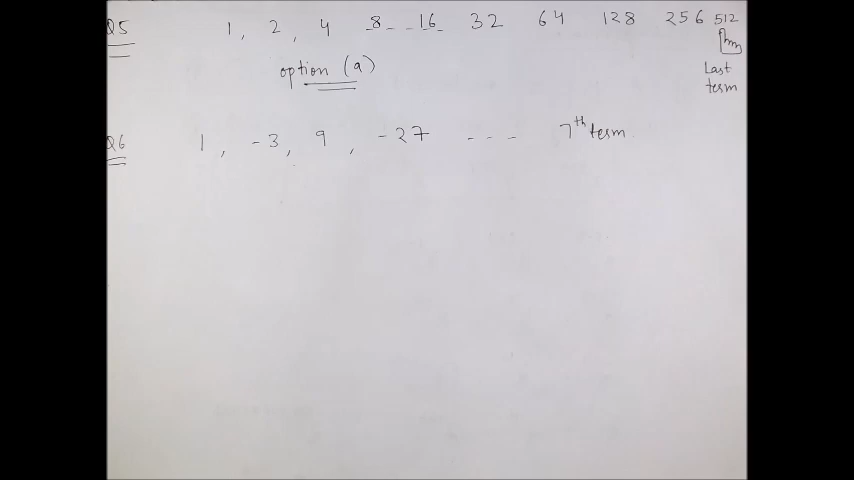 Q5 1, 2, 4 8 - - 16 32 64 128 256 512
Last
option (a)
term
Q6 1, -3, 9, -27 - - - 7th term